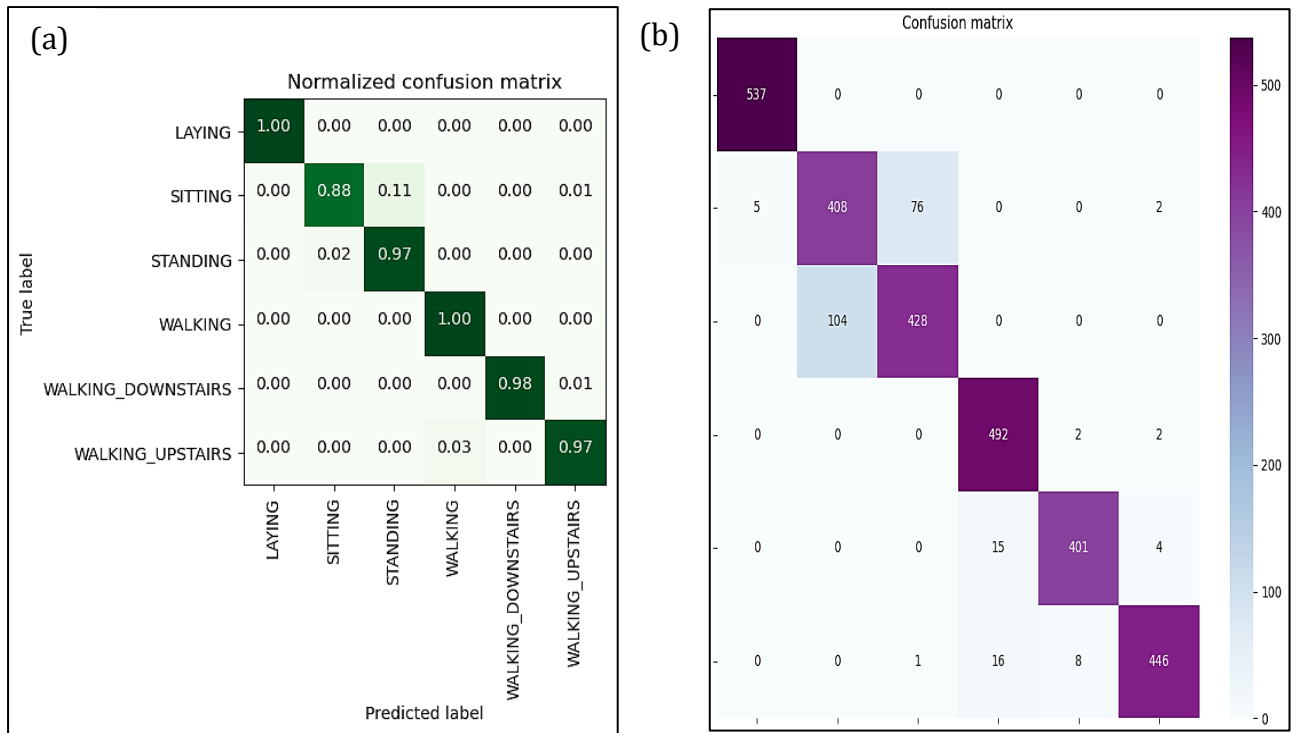 (a)
Normalized confusion matrix
True label
LAYING 1.00 0.00 0.00 0.00 0.00 0.00
SITTING 0.00 0.88 0.11 0.00 0.00 0.01
STANDING 0.00 0.02 0.97 0.00 0.00 0.00
WALKING 0.00 0.00 0.00 1.00 0.00 0.00
WALKING_DOWNSTAIRS 0.00 0.00 0.00 0.00 0.98 0.01
WALKING_UPSTAIRS 0.00 0.00 0.00 0.03 0.00 0.97
LAYING
SITTING
STANDING
WALKING
WALKING_DOWNSTAIRS
WALKING_UPSTAIRS
Predicted label
(b)
Confusion matrix
537 0 0 0 0 0
5 408 76 0 0 2
0 104 428 0 0 0
0 0 0 492 2 2
0 0 0 15 401 4
0 0 1 16 8 446
500
400
300
200
100
0